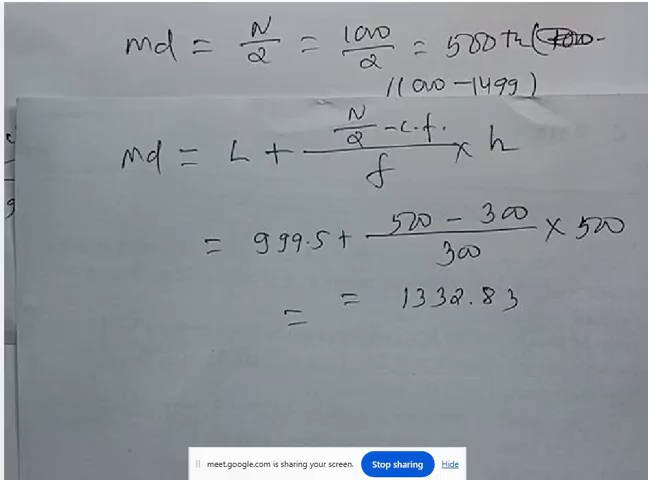 md = N/2 = 1000/2 = 500th (
1000-1499)
md = L + (N/2 - c.f.)/f × h
= 999.5 + (500 - 300)/300 × 500
= = 1332.83
meet.google.com is sharing your screen. Stop sharing Hide